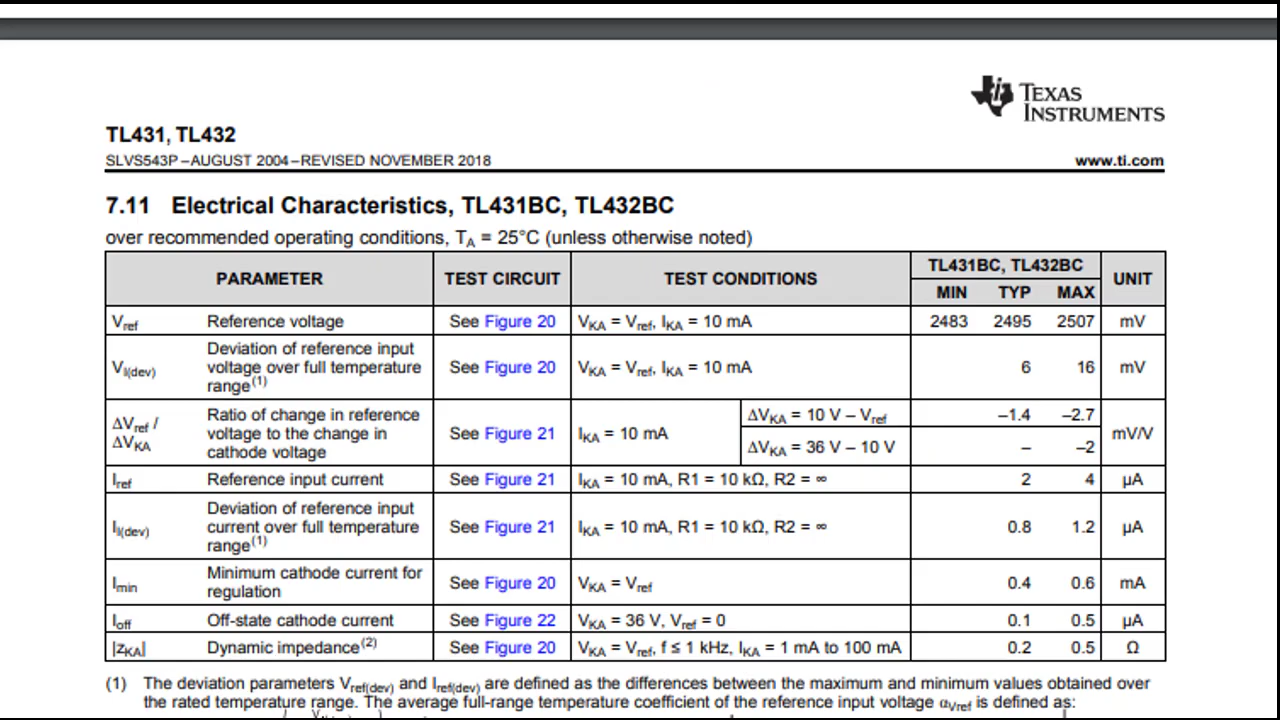 TEXAS
INSTRUMENTS
TL431, TL432
SLVS543P – AUGUST 2004 – REVISED NOVEMBER 2018 www.ti.com
7.11 Electrical Characteristics, TL431BC, TL432BC
over recommended operating conditions, TA = 25°C (unless otherwise noted)
PARAMETER TEST CIRCUIT TEST CONDITIONS TL431BC, TL432BC UNIT
MIN TYP MAX
Vref Reference voltage See Figure 20 VKA = Vref, IKA = 10 mA 2483 2495 2507 mV
VI(dev) Deviation of reference input voltage over full temperature range(1) See Figure 20 VKA = Vref, IKA = 10 mA 6 16 mV
ΔVref / ΔVKA Ratio of change in reference voltage to the change in cathode voltage See Figure 21 IKA = 10 mA ΔVKA = 10 V – Vref –1.4 –2.7 mV/V
ΔVKA = 36 V – 10 V – –2
Iref Reference input current See Figure 21 IKA = 10 mA, R1 = 10 kΩ, R2 = ∞ 2 4 µA
II(dev) Deviation of reference input current over full temperature range(1) See Figure 21 IKA = 10 mA, R1 = 10 kΩ, R2 = ∞ 0.8 1.2 µA
Imin Minimum cathode current for regulation See Figure 20 VKA = Vref 0.4 0.6 mA
Ioff Off-state cathode current See Figure 22 VKA = 36 V, Vref = 0 0.1 0.5 µA
|zKA| Dynamic impedance(2) See Figure 20 VKA = Vref, f ≤ 1 kHz, IKA = 1 mA to 100 mA 0.2 0.5 Ω
(1) The deviation parameters Vref(dev) and Iref(dev) are defined as the differences between the maximum and minimum values obtained over
the rated temperature range. The average full-range temperature coefficient of the reference input voltage αVref is defined as: